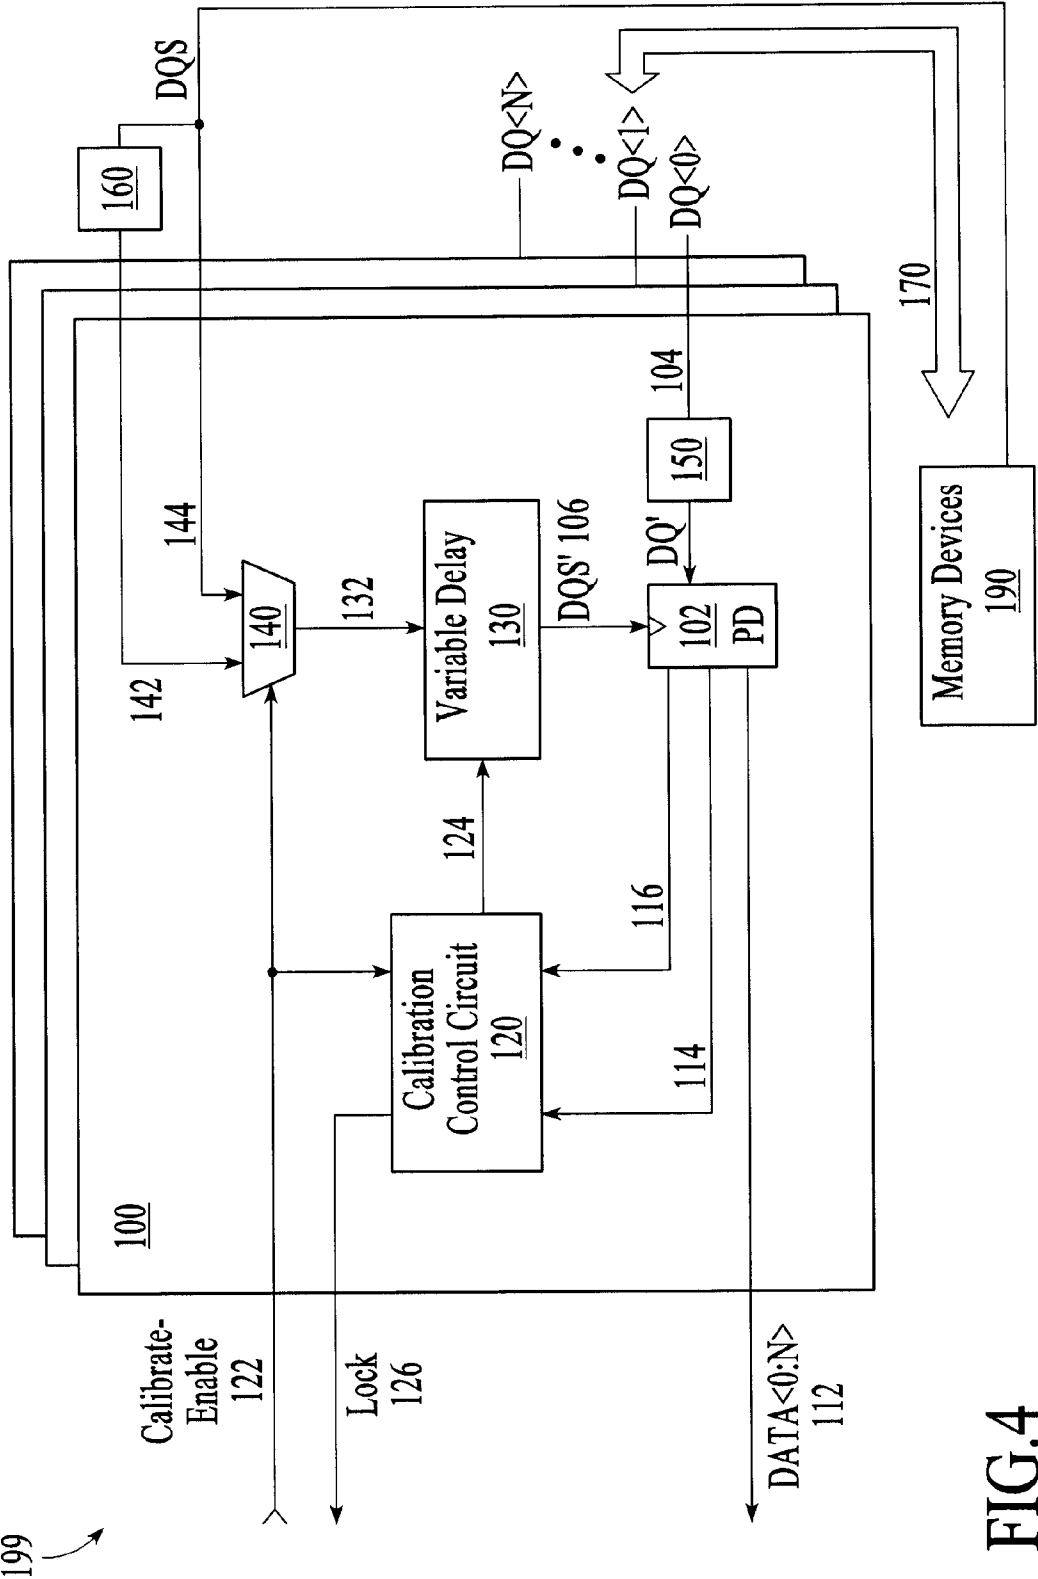 199
Calibrate-
Enable
122
Lock
126
DATA<0:N>
112
100
Calibration
Control Circuit
120
124
114
116
142
144
140
132
Variable Delay
130
DQS' 106
102
PD
DQ'
150
104
160
DQS
DQ<N>
DQ<1>
DQ<0>
170
Memory Devices
190
FIG.4